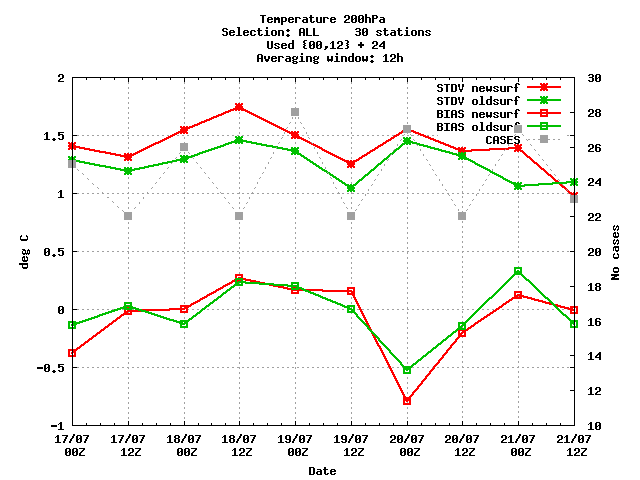 Temperature 200hPa
Selection: ALL     30 stations
Used {00,12} + 24
Averaging window: 12h
2
1.5
1
0.5
0
-0.5
-1
30
28
26
24
22
20
18
16
14
12
10
STDV newsurf
STDV oldsurf
BIAS newsurf
BIAS oldsurf
CASES
deg C
No cases
17/07 17/07 18/07 18/07 19/07 19/07 20/07 20/07 21/07 21/07
00Z 12Z 00Z 12Z 00Z 12Z 00Z 12Z 00Z 12Z
Date